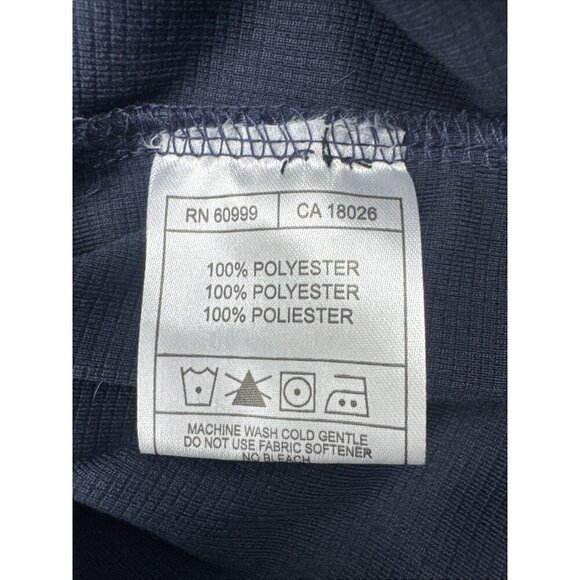 RN 60999 CA 18026
100% POLYESTER
100% POLYESTER
100% POLIESTER
MACHINE WASH COLD GENTLE
DO NOT USE FABRIC SOFTENER
NO BLEACH